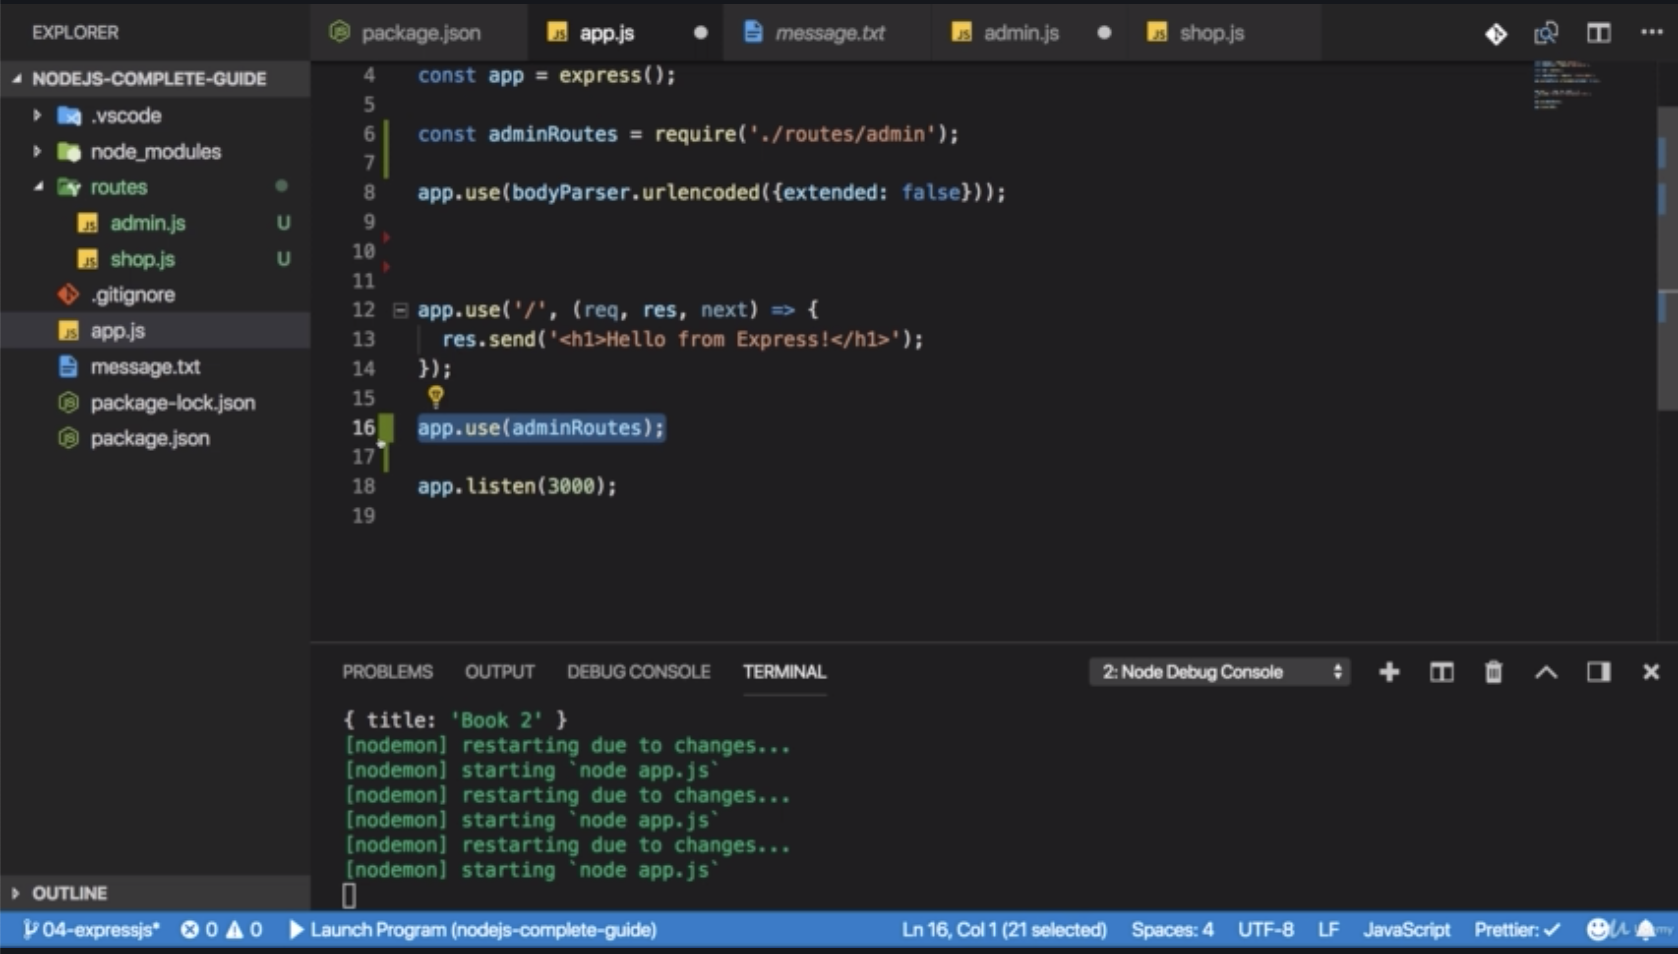 EXPLORER
package.json
app.js
message.txt
admin.js
shop.js
NODEJS-COMPLETE-GUIDE
.vscode
node_modules
routes
admin.js U
shop.js U
.gitignore
app.js
message.txt
package-lock.json
package.json
OUTLINE
4 const app = express();
5
6 const adminRoutes = require('./routes/admin');
7
8 app.use(bodyParser.urlencoded({extended: false}));
9
10
11
12 app.use('/', (req, res, next) => {
13 res.send('<h1>Hello from Express!</h1>');
14 });
15
16 app.use(adminRoutes);
17
18 app.listen(3000);
19
PROBLEMS OUTPUT DEBUG CONSOLE TERMINAL 2: Node Debug Console
{ title: 'Book 2' }
[nodemon] restarting due to changes...
[nodemon] starting `node app.js`
[nodemon] restarting due to changes...
[nodemon] starting `node app.js`
[nodemon] restarting due to changes...
[nodemon] starting `node app.js`
04-expressjs* 0 0 Launch Program (nodejs-complete-guide) Ln 16, Col 1 (21 selected) Spaces: 4 UTF-8 LF JavaScript Prettier: ✓